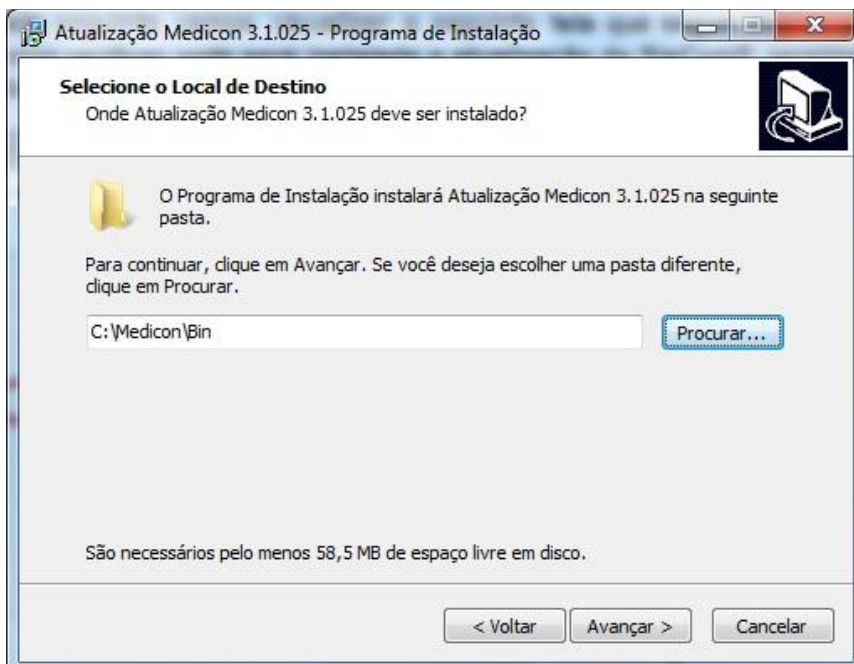 Atualização Medicon 3.1.025 - Programa de Instalação
Selecione o Local de Destino
Onde Atualização Medicon 3.1.025 deve ser instalado?
O Programa de Instalação instalará Atualização Medicon 3.1.025 na seguinte
pasta.
Para continuar, clique em Avançar. Se você deseja escolher uma pasta diferente,
clique em Procurar.
C:\Medicon\Bin
Procurar...
São necessários pelo menos 58,5 MB de espaço livre em disco.
< Voltar
Avançar >
Cancelar